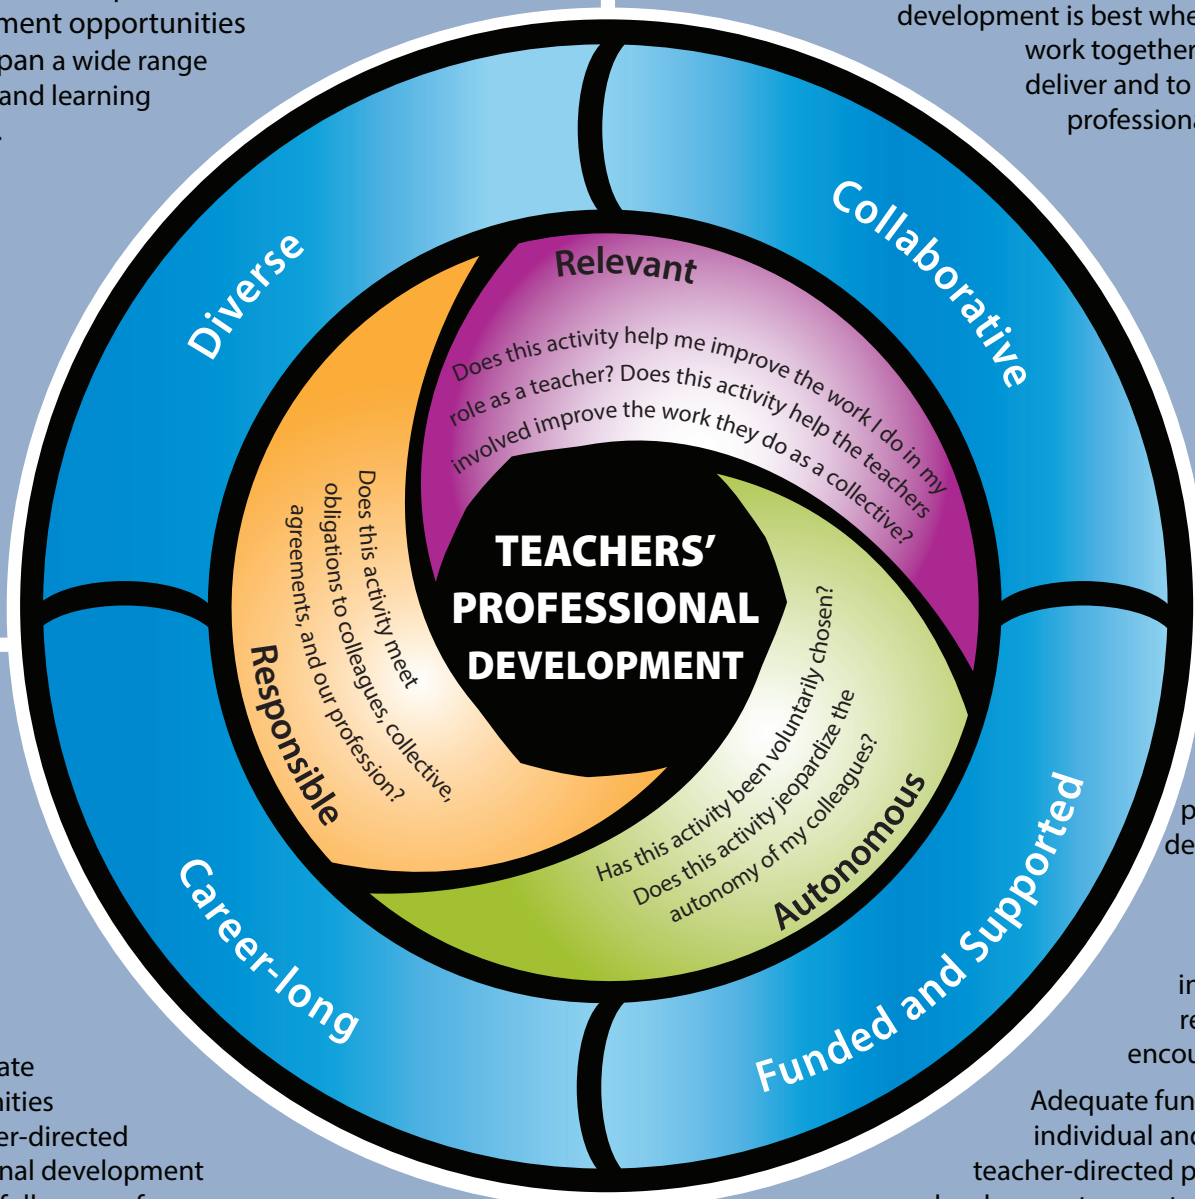 ment opportunities
pan a wide range
and learning
development is best whe
work together
deliver and to
professiona
Diverse
Collaborative
Relevant
Does this activity help me improve the work I do in my
role as a teacher? Does this activity help the teachers
involved improve the work they do as a collective?
TEACHERS’
PROFESSIONAL
DEVELOPMENT
Does this activity meet
obligations to colleagues, collective,
agreements, and our profession?
Responsible
Has this activity been voluntarily chosen?
Does this activity jeopardize the
autonomy of my colleagues?
Autonomous
Career-long
Funded and Supported
p
de
in
re
encou
Adequate fun
individual and
teacher-directed p
ate
nities
er-directed
nal development